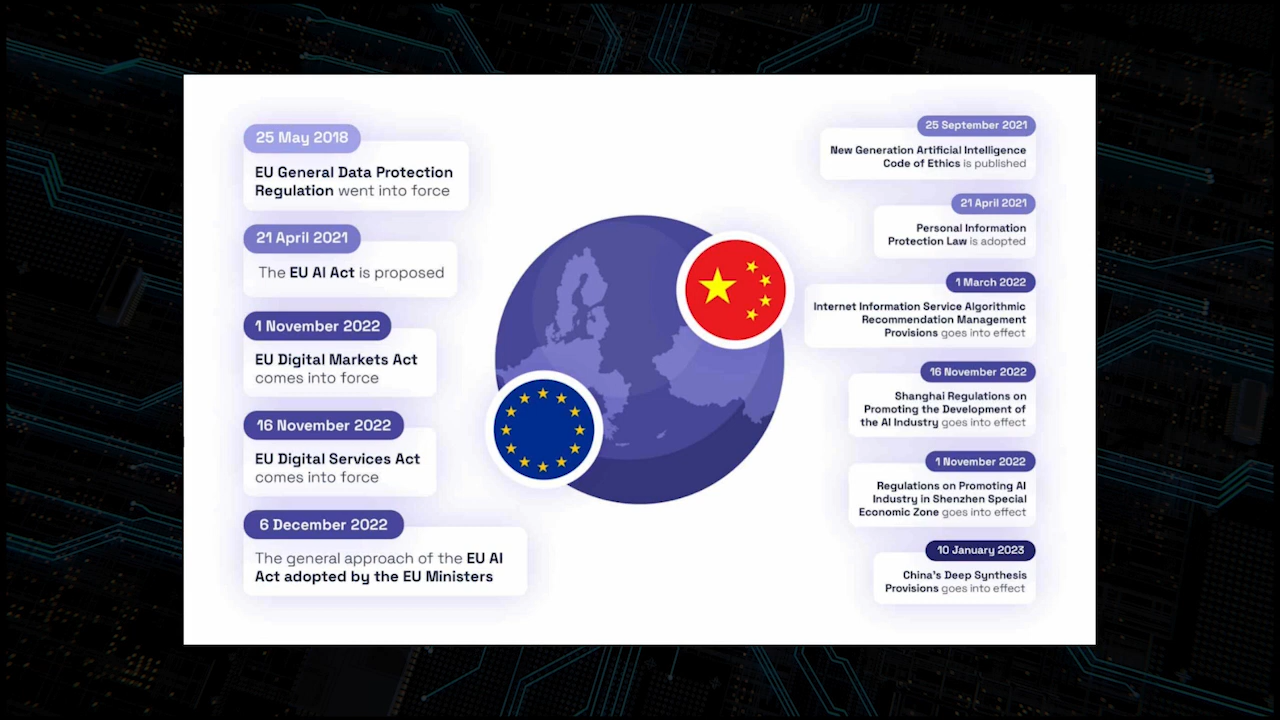 25 May 2018
EU General Data Protection
Regulation went into force
21 April 2021
The EU AI Act is proposed
1 November 2022
EU Digital Markets Act
comes into force
16 November 2022
EU Digital Services Act
comes into force
6 December 2022
The general approach of the EU AI
Act adopted by the EU Ministers
25 September 2021
New Generation Artificial Intelligence
Code of Ethics is published
21 April 2021
Personal Information
Protection Law is adopted
1 March 2022
Internet Information Service Algorithmic
Recommendation Management
Provisions goes into effect
16 November 2022
Shanghai Regulations on
Promoting the Development of
the AI Industry goes into effect
1 November 2022
Regulations on Promoting AI
Industry in Shenzhen Special
Economic Zone goes into effect
10 January 2023
China's Deep Synthesis
Provisions goes into effect